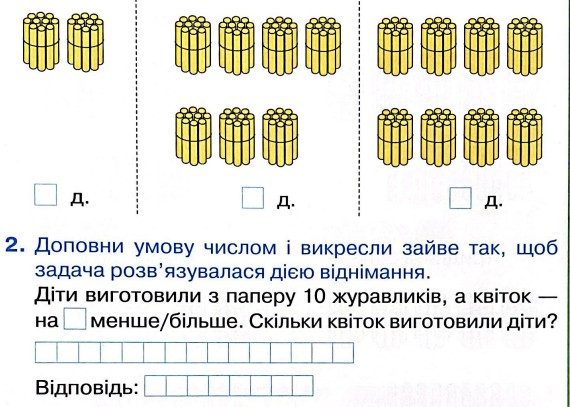 □ д. □ д. □ д.
2. Доповни умову числом і викресли зайве так, щоб
задача розв'язувалася дією віднімання.
Діти виготовили з паперу 10 журавликів, а квіток —
на □ менше/більше. Скільки квіток виготовили діти?
Відповідь: